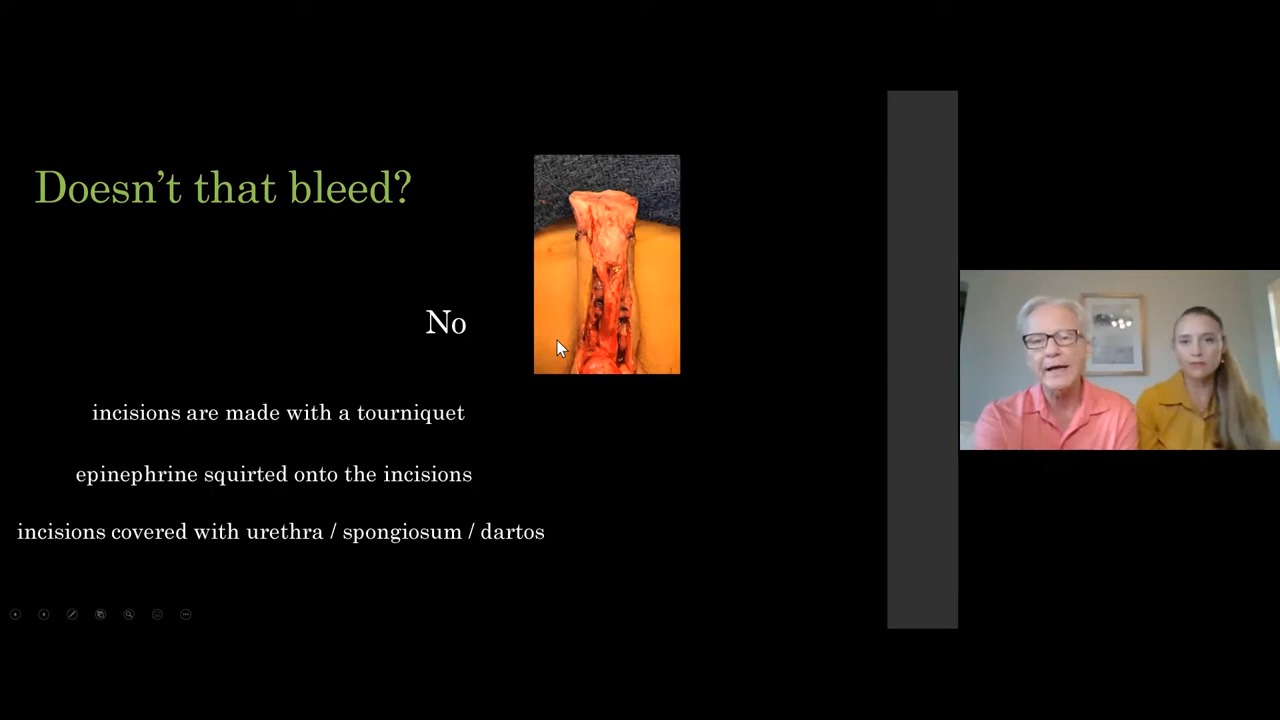 Doesn’t that bleed?
No
incisions are made with a tourniquet
epinephrine squirted onto the incisions
incisions covered with urethra / spongiosum / dartos